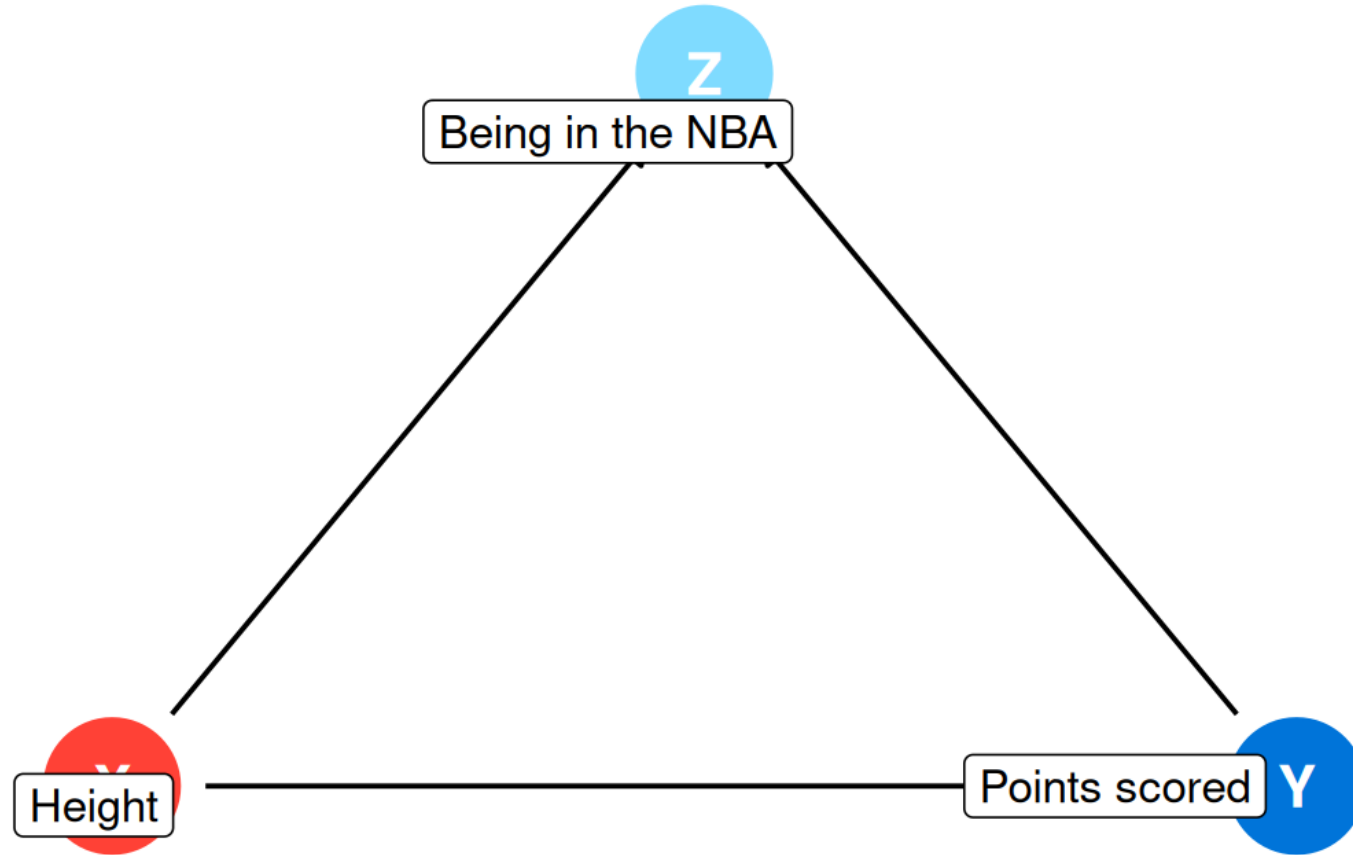 Z
Being in the NBA
Height
Points scored
Y